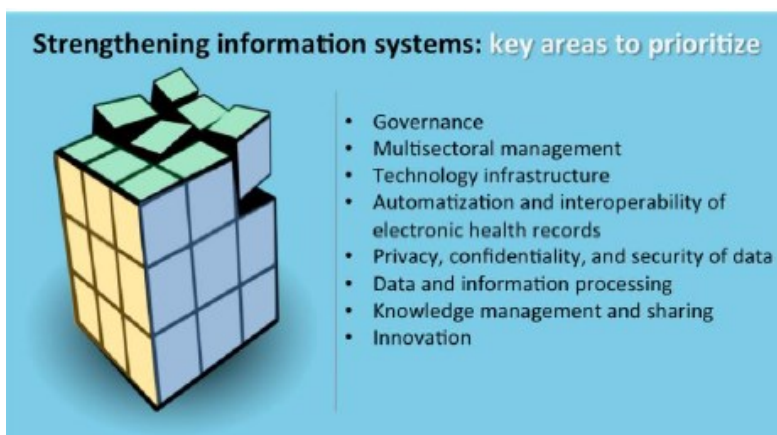 Strengthening information systems: key areas to prioritize
• Governance
• Multisectoral management
• Technology infrastructure
• Automatization and interoperability of
electronic health records
• Privacy, confidentiality, and security of data
• Data and information processing
• Knowledge management and sharing
• Innovation